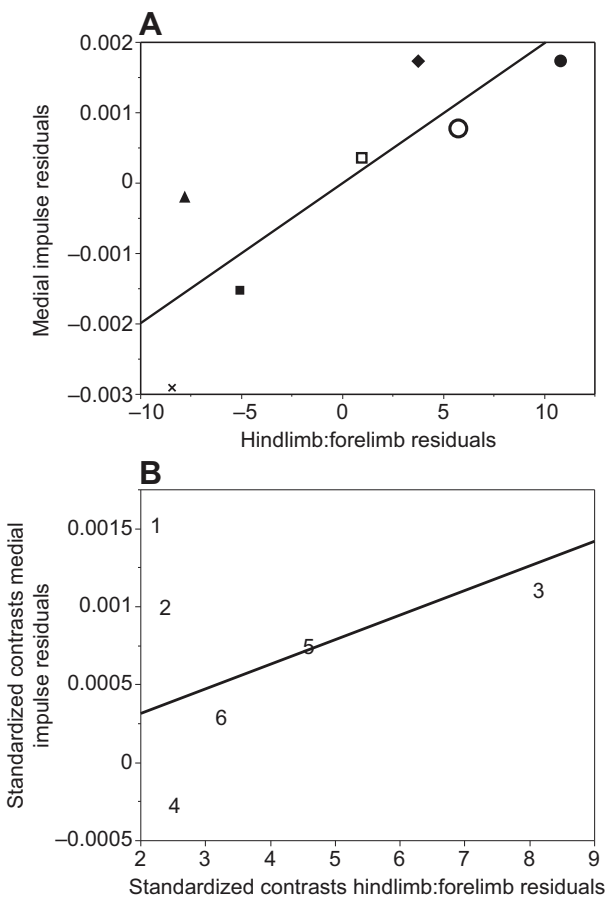 A
0.002
0.001
0
–0.001
–0.002
–0.003
Medial impulse residuals
–10 –5 0 5 10
Hindlimb:forelimb residuals
B
0.0015
0.001
0.0005
0
–0.0005
Standardized contrasts medial
impulse residuals
1
2
3
5
6
4
2 3 4 5 6 7 8 9
Standardized contrasts hindlimb:forelimb residuals